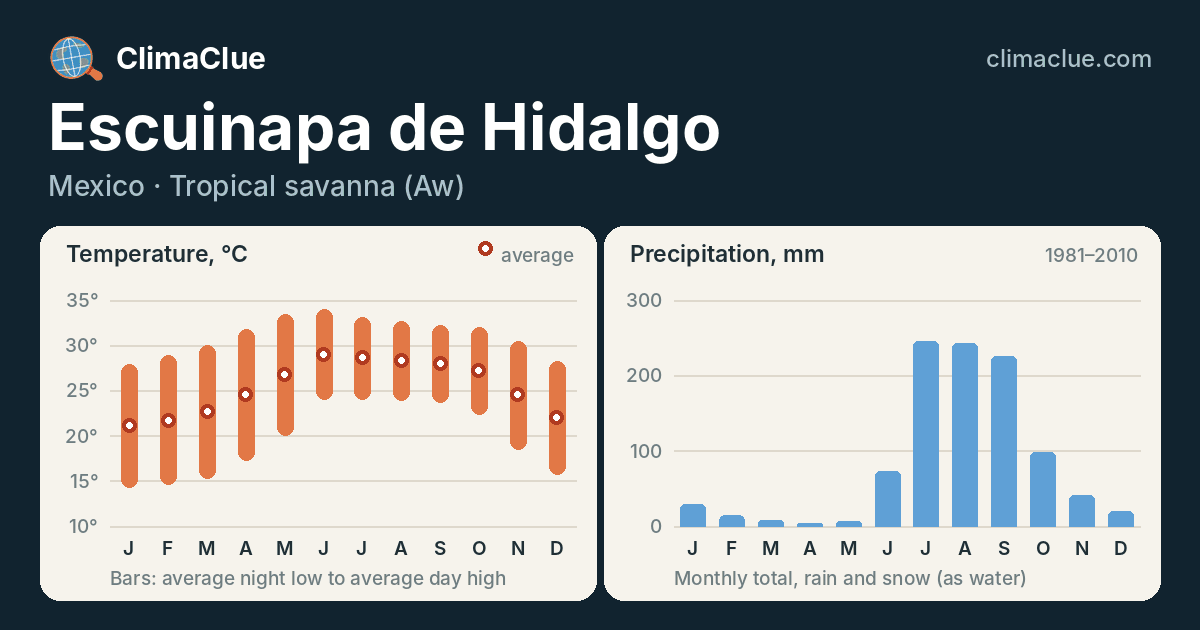 ClimaClue
climaclue.com
Escuinapa de Hidalgo
Mexico · Tropical savanna (Aw)
Temperature, °C
average
35°
30°
25°
20°
15°
10°
J F M A M J J A S O N D
Bars: average night low to average day high
Precipitation, mm
1981–2010
300
200
100
0
J F M A M J J A S O N D
Monthly total, rain and snow (as water)